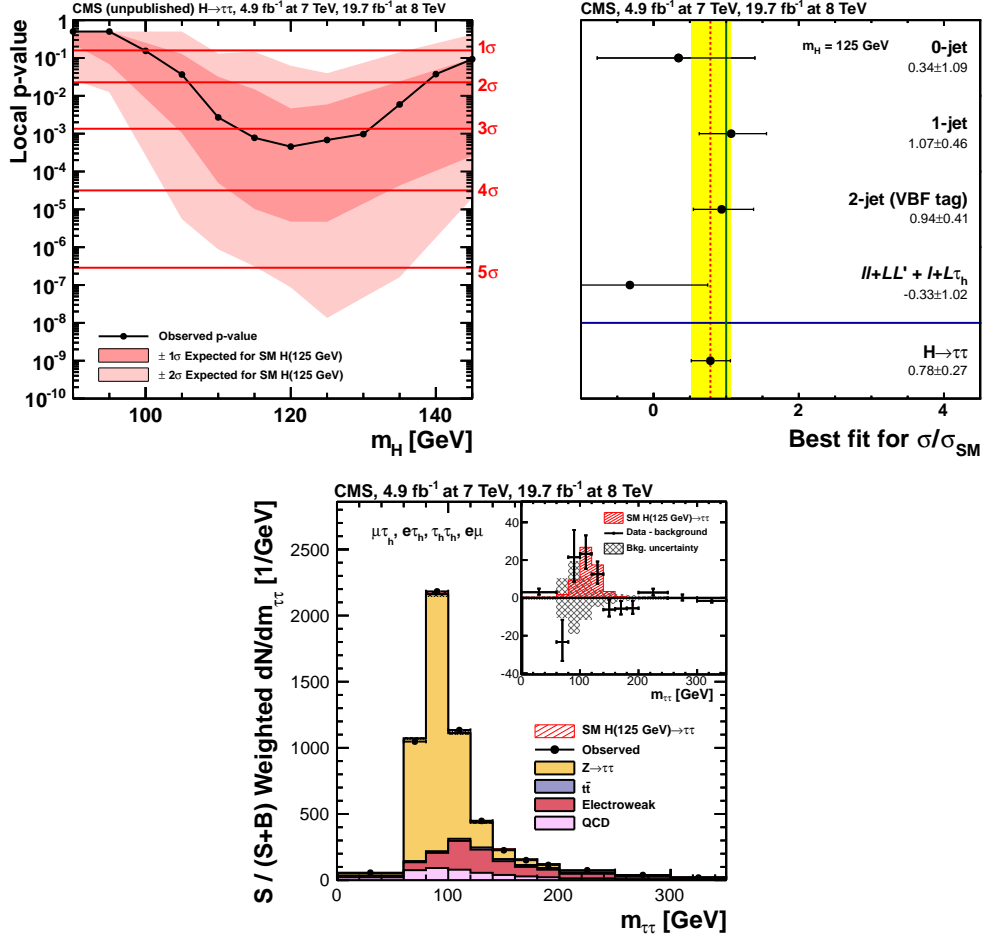 CMS (unpublished) H→ττ, 4.9 fb⁻¹ at 7 TeV, 19.7 fb⁻¹ at 8 TeV
Local p-value
10⁻¹
10⁻²
10⁻³
10⁻⁴
10⁻⁵
10⁻⁶
10⁻⁷
10⁻⁸
10⁻⁹
10⁻¹⁰
1σ
2σ
3σ
4σ
5σ
Observed p-value
± 1σ Expected for SM H(125 GeV)
± 2σ Expected for SM H(125 GeV)
100 120 140
m_H [GeV]
CMS, 4.9 fb⁻¹ at 7 TeV, 19.7 fb⁻¹ at 8 TeV
m_H = 125 GeV
0-jet
0.34±1.09
1-jet
1.07±0.46
2-jet (VBF tag)
0.94±0.41
ll+LL' + l+Lτ_h
-0.33±1.02
H→ττ
0.78±0.27
0 2 4
Best fit for σ/σ_SM
CMS, 4.9 fb⁻¹ at 7 TeV, 19.7 fb⁻¹ at 8 TeV
S / (S+B) Weighted dN/dm_ττ [1/GeV]
μτ_h, eτ_h, τ_hτ_h, eμ
2500
2000
1500
1000
500
0
SM H(125 GeV)→ττ
Data - background
Bkg. uncertainty
40
20
0
-20
-40
0 100 200 300
m_ττ [GeV]
SM H(125 GeV)→ττ
Observed
Z→ττ
tt̄
Electroweak
QCD
0 100 200 300
m_ττ [GeV]